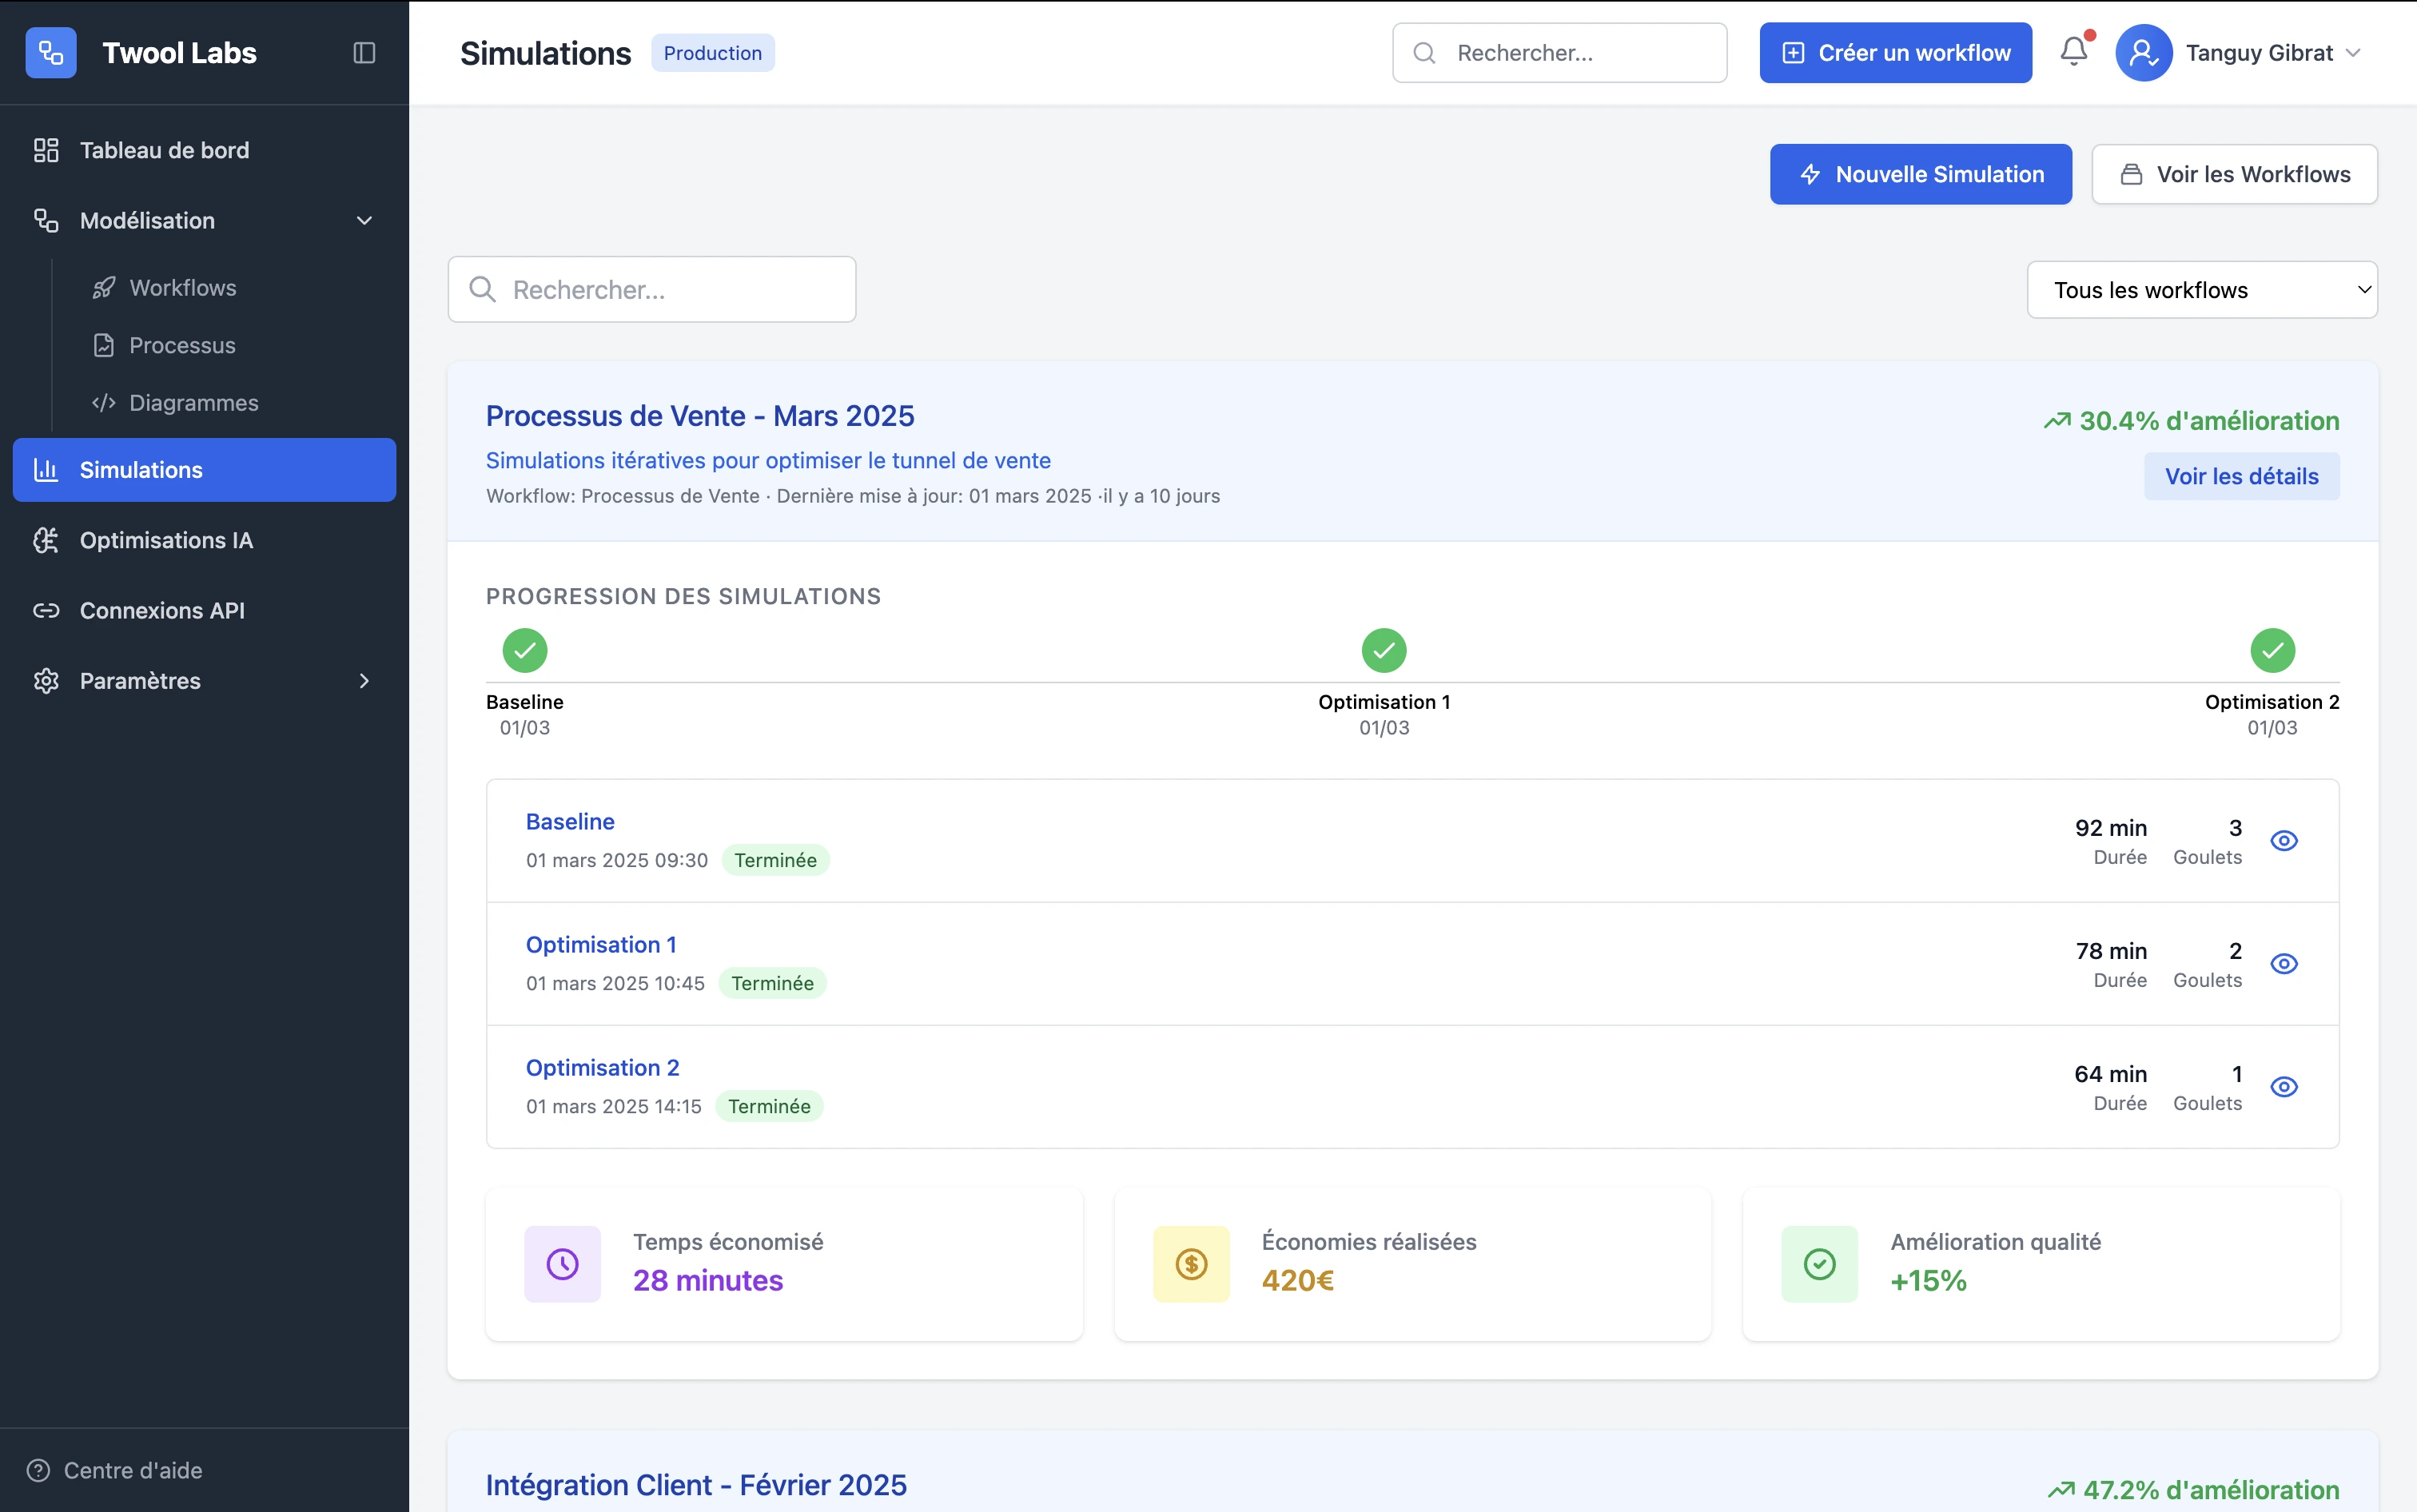 Twool Labs
Tableau de bord
Modélisation
Workflows
Processus
Diagrammes
Simulations
Optimisations IA
Connexions API
Paramètres
Centre d'aide
Simulations
Production
Rechercher...
Créer un workflow
Tanguy Gibrat
Nouvelle Simulation
Voir les Workflows
Rechercher...
Tous les workflows
Processus de Vente - Mars 2025
Simulations itératives pour optimiser le tunnel de vente
Workflow: Processus de Vente · Dernière mise à jour: 01 mars 2025 ·il y a 10 jours
30.4% d'amélioration
Voir les détails
PROGRESSION DES SIMULATIONS
Baseline
01/03
Optimisation 1
01/03
Optimisation 2
01/03
Baseline
01 mars 2025 09:30 Terminée
92 min
Durée
3
Goulets
Optimisation 1
01 mars 2025 10:45 Terminée
78 min
Durée
2
Goulets
Optimisation 2
01 mars 2025 14:15 Terminée
64 min
Durée
1
Goulets
Temps économisé
28 minutes
Économies réalisées
420€
Amélioration qualité
+15%
Intégration Client - Février 2025
47.2% d'amélioration